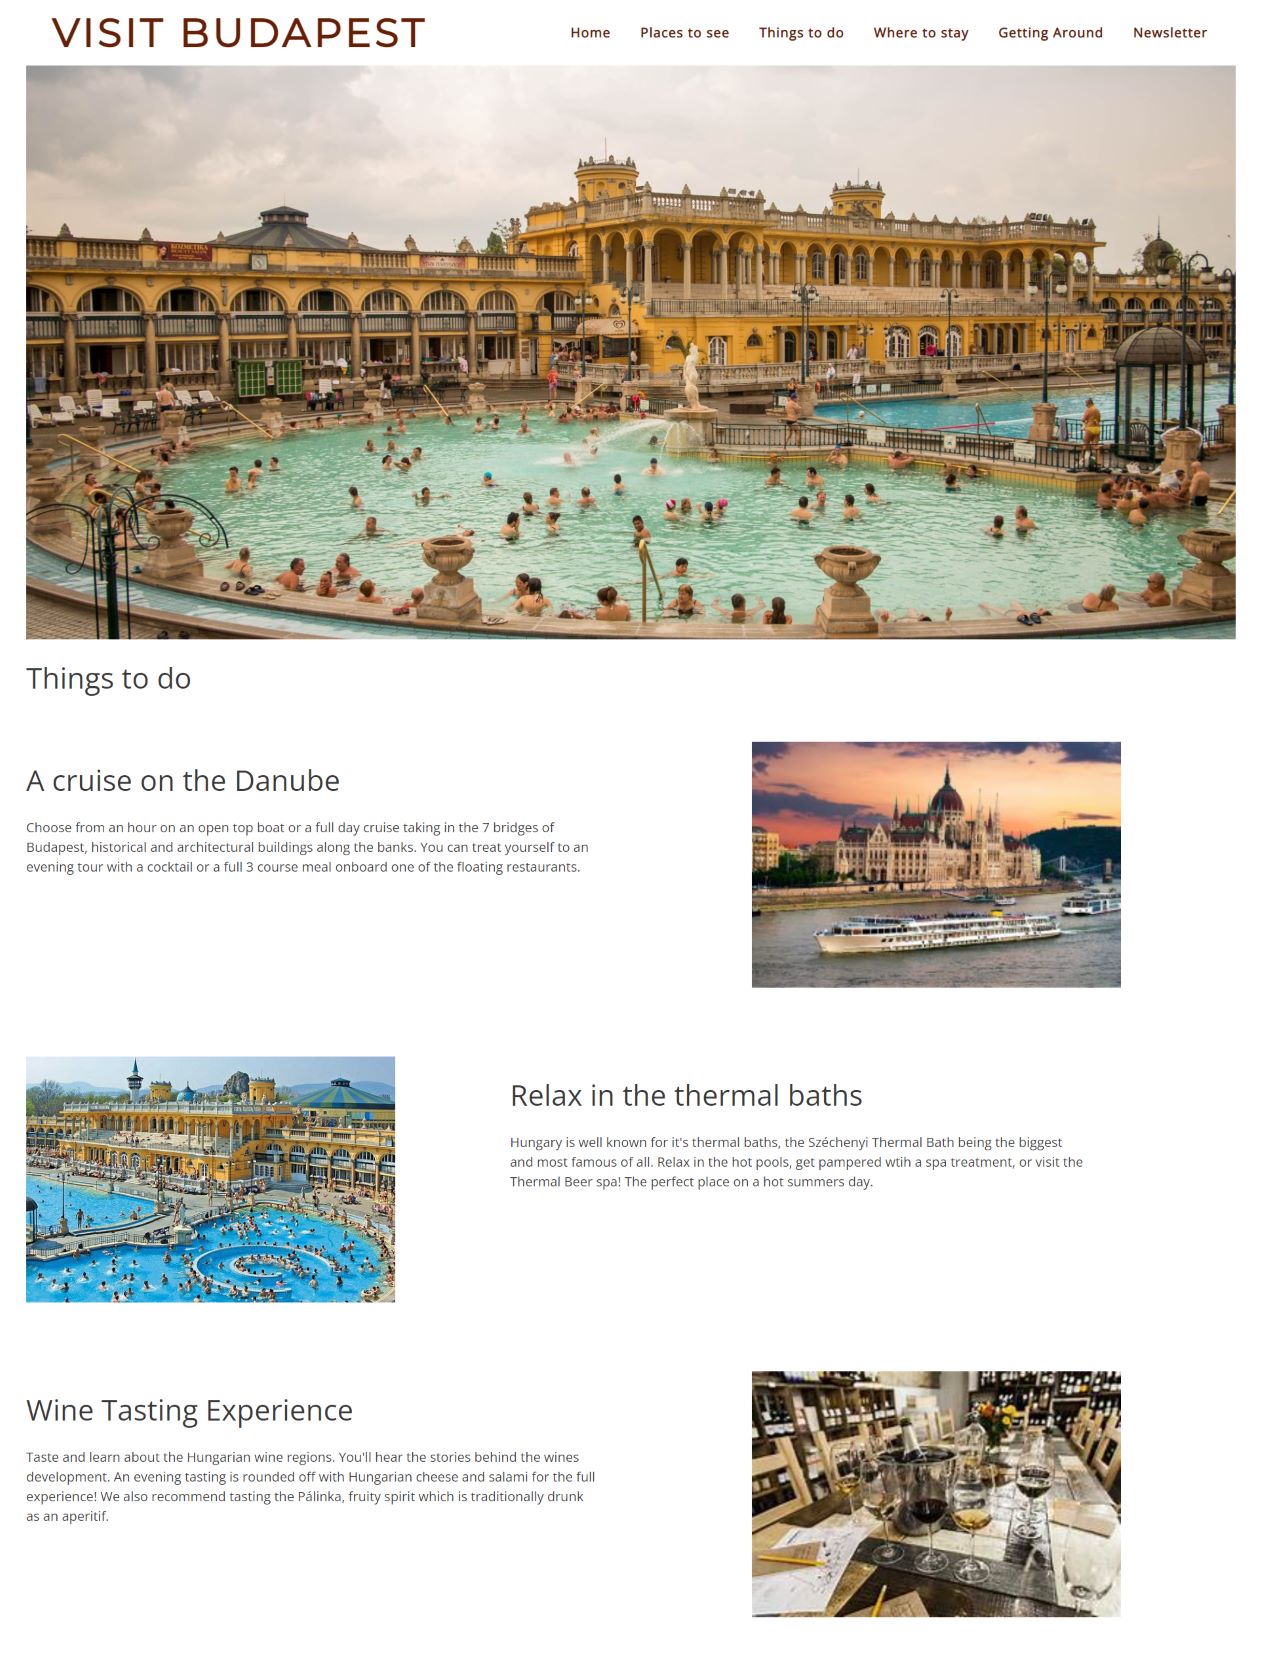 VISIT BUDAPEST
Home Places to see Things to do Where to stay Getting Around Newsletter
KOZMETIKA
Things to do
A cruise on the Danube
Choose from an hour on an open top boat or a full day cruise taking in the 7 bridges of
Budapest, historical and architectural buildings along the banks. You can treat yourself to an
evening tour with a cocktail or a full 3 course meal onboard one of the floating restaurants.
Relax in the thermal baths
Hungary is well known for it's thermal baths, the Széchenyi Thermal Bath being the biggest
and most famous of all. Relax in the hot pools, get pampered wtih a spa treatment, or visit the
Thermal Beer spa! The perfect place on a hot summers day.
Wine Tasting Experience
Taste and learn about the Hungarian wine regions. You'll hear the stories behind the wines
development. An evening tasting is rounded off with Hungarian cheese and salami for the full
experience! We also recommend tasting the Pálinka, fruity spirit which is traditionally drunk
as an aperitif.